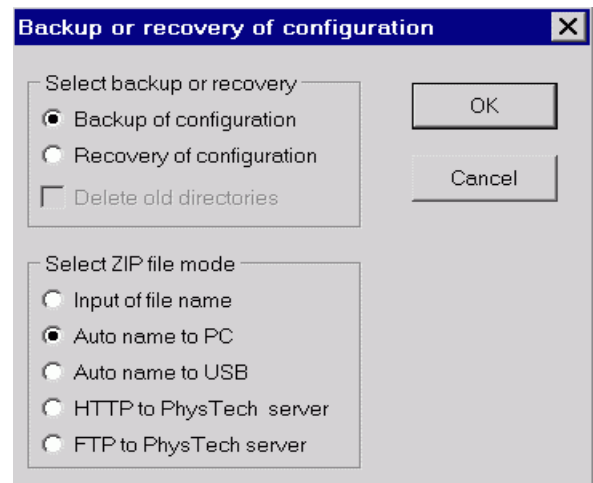 Backup or recovery of configuration
Select backup or recovery
Backup of configuration
Recovery of configuration
Delete old directories
OK
Cancel
Select ZIP file mode
Input of file name
Auto name to PC
Auto name to USB
HTTP to PhysTech server
FTP to PhysTech server